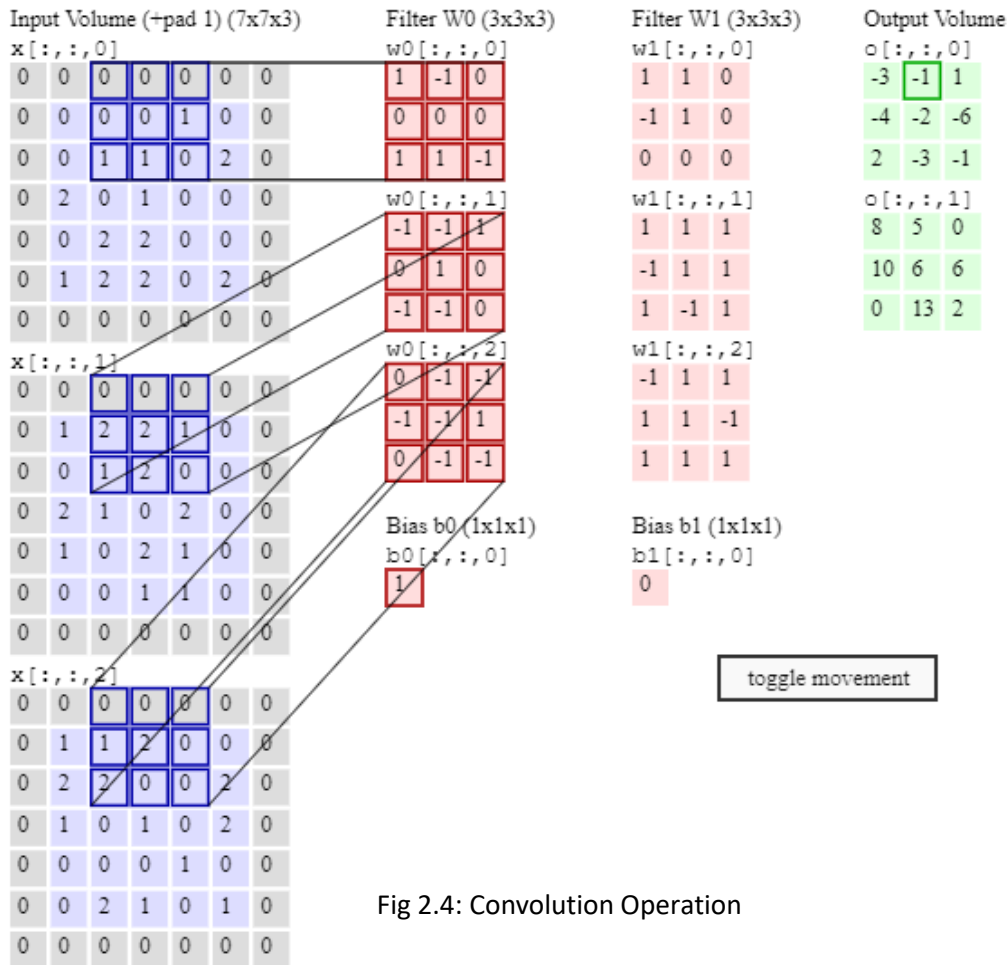 Input Volume (+pad 1) (7x7x3) Filter W0 (3x3x3) Filter W1 (3x3x3) Output Volume
x[:,:,0] w0[:,:,0] w1[:,:,0] o[:,:,0]
0 0 0 0 0 0 0 1 -1 0 1 1 0 -3 -1 1
0 0 0 0 1 0 0 0 0 0 -1 1 0 -4 -2 -6
0 0 1 1 0 2 0 1 1 -1 0 0 0 2 -3 -1
0 2 0 1 0 0 0 w0[:,:,1] w1[:,:,1] o[:,:,1]
0 0 2 2 0 0 0 -1 -1 1 1 1 1 8 5 0
0 1 2 2 0 2 0 0 1 0 -1 1 1 10 6 6
0 0 0 0 0 0 0 -1 -1 0 1 -1 1 0 13 2
x[:,:,1] w0[:,:,2] w1[:,:,2]
0 0 0 0 0 0 0 0 -1 -1 -1 1 1
0 1 2 2 1 0 0 -1 -1 1 1 1 -1
0 0 1 2 0 0 0 0 -1 -1 1 1 1
0 2 1 0 2 0 0 Bias b0 (1x1x1) Bias b1 (1x1x1)
0 1 0 2 1 0 0 b0[:,:,0] b1[:,:,0]
0 0 0 1 1 0 0 1 0
0 0 0 0 0 0 0
x[:,:,2] toggle movement
0 0 0 0 0 0 0
0 1 1 2 0 0 0
0 2 2 0 0 2 0
0 1 0 1 0 2 0
0 0 0 0 1 0 0
0 0 2 1 0 1 0 Fig 2.4: Convolution Operation
0 0 0 0 0 0 0